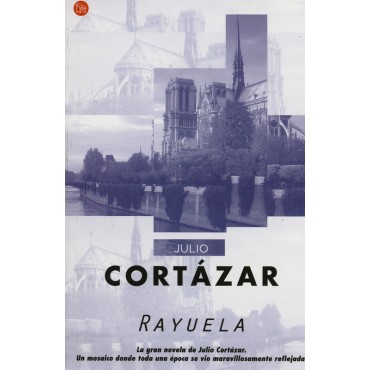 JULIO
CORTÁZAR
RAYUELA
La gran novela de Julio Cortázar.
Un mosaico donde toda una época se vio maravillosamente reflejada